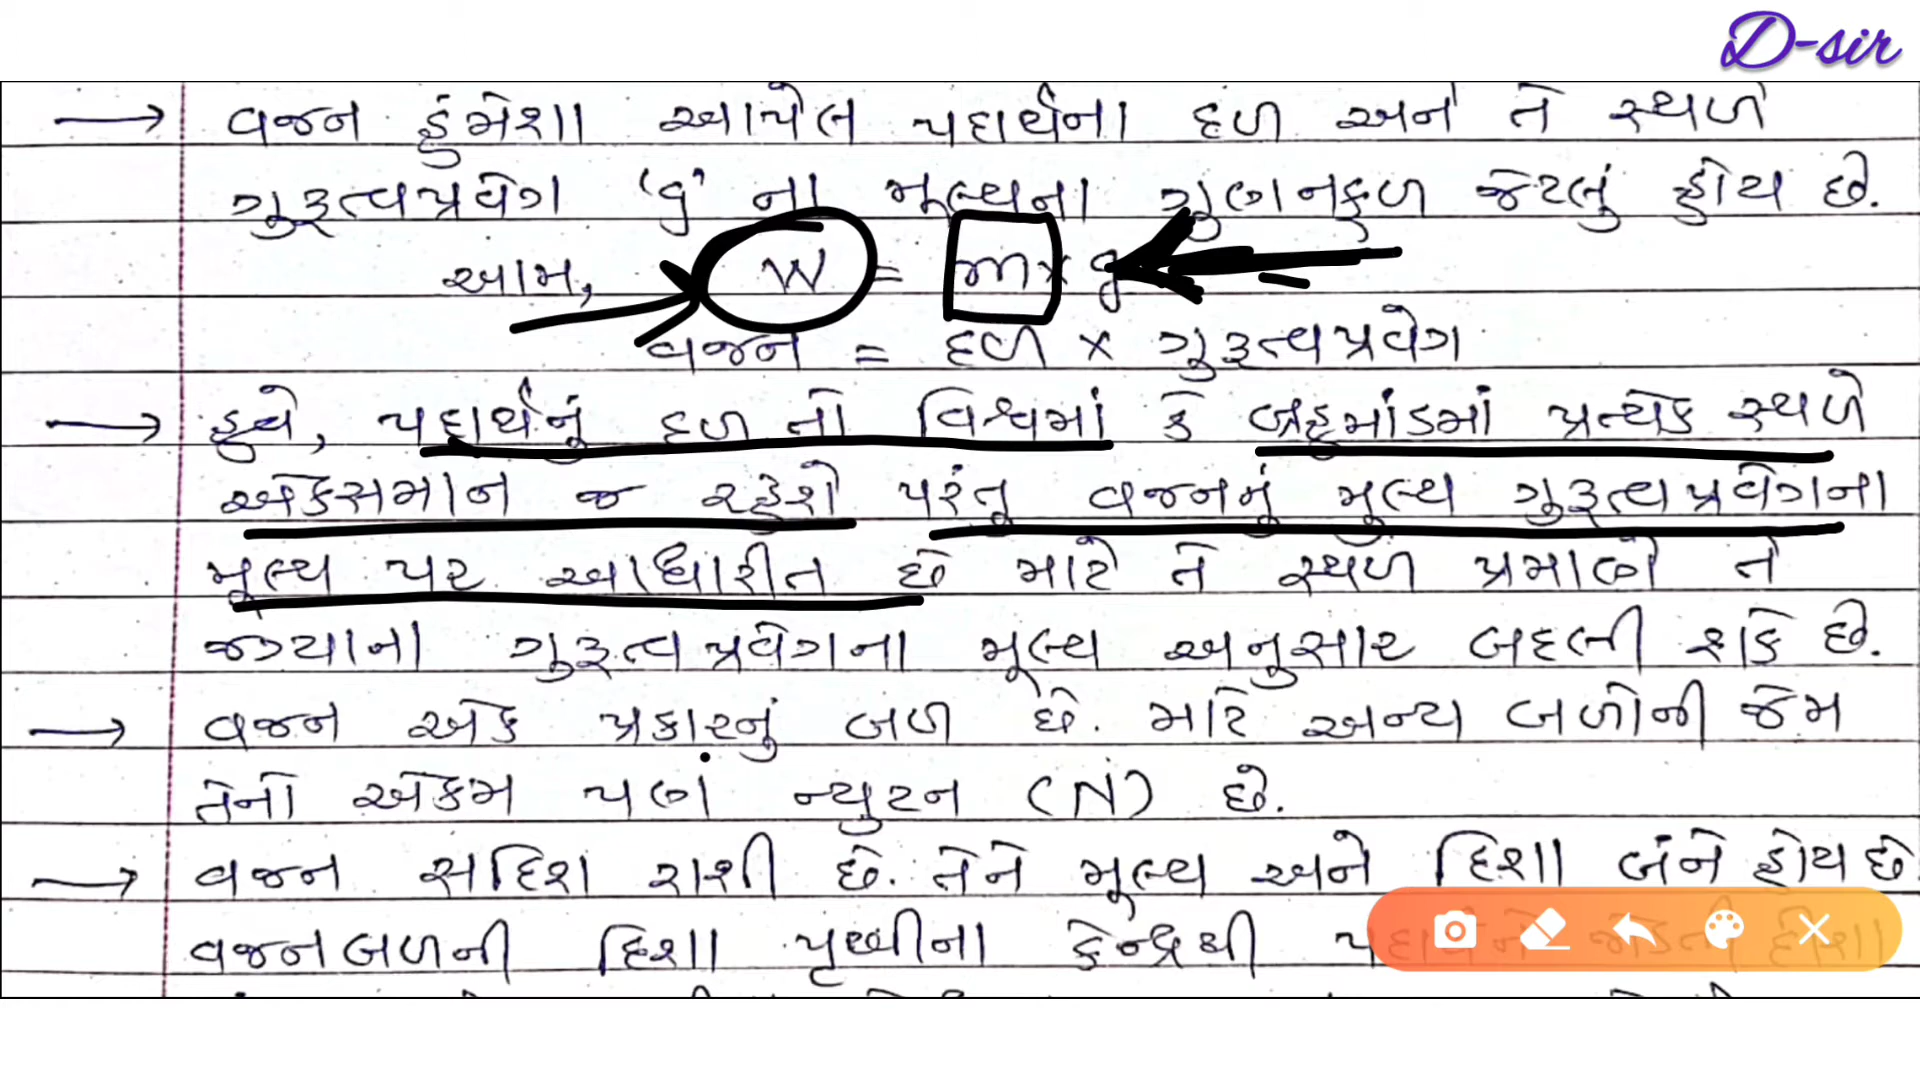 D-sir
→ વજન હંમેશા આપેલ પદાર્થના દળ અને તે સ્થળે
ગુરુત્વપ્રવેગ 'g' ના મૂલ્યના ગુણનફળ જેટલું હોય છે.
આમ, W = m x g
વજન = દળ x ગુરુત્વપ્રવેગ
→ હવે, પદાર્થનું દળ તો વિશ્વમાં કે બ્રહ્માંડમાં પ્રત્યેક સ્થળે
એકસમાન જ રહેશે પરંતુ વજનનું મૂલ્ય ગુરુત્વપ્રવેગના
મૂલ્ય પર આધારીત છે માટે તે સ્થળ પ્રમાણે તે
જગ્યાના ગુરુત્વપ્રવેગના મૂલ્ય અનુસાર બદલી શકે છે.
→ વજન એક પ્રકારનું બળ છે. માટે અન્ય બળોની જેમ
તેનો એકમ પણ ન્યુટન (N) છે.
→ વજન સદિશ રાશી છે. તેને મૂલ્ય અને દિશા બંને હોય છે
વજનબળની દિશા પૃથ્વીના કેન્દ્રથી